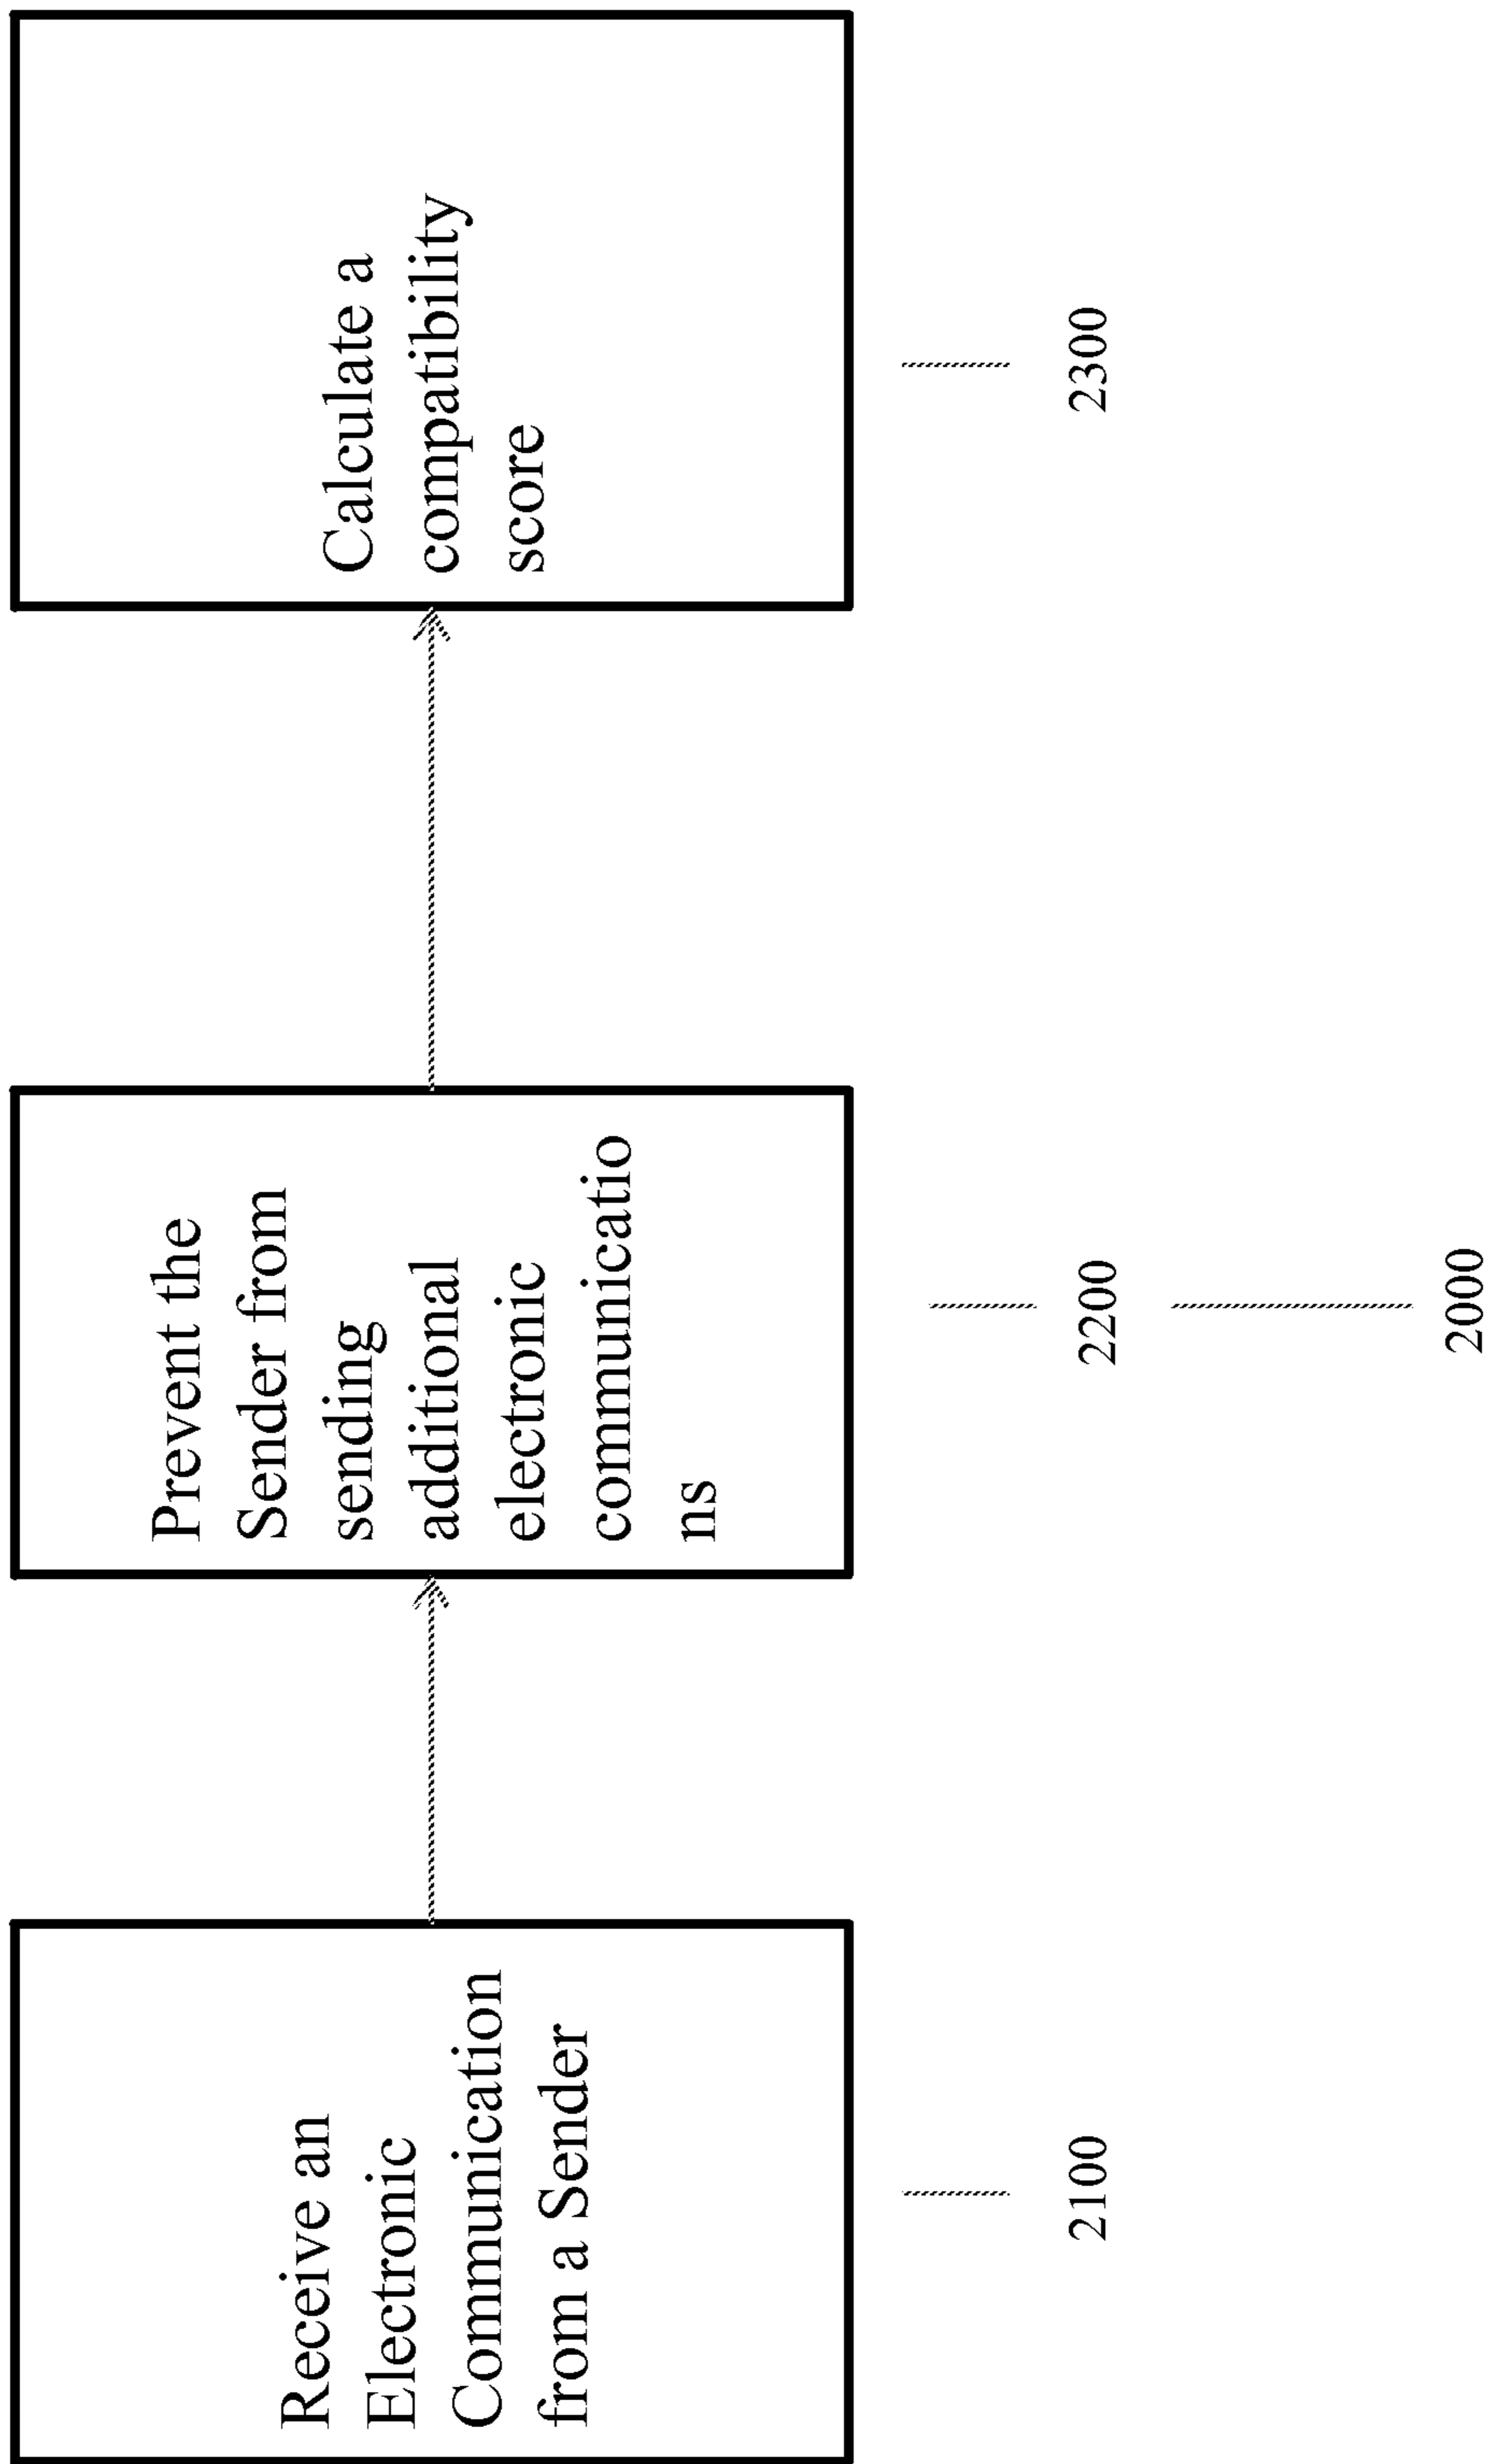 Receive an
Electronic
Communication
from a Sender
Prevent the
Sender from
sending
additional
electronic
communicatio
ns
Calculate a
compatibility
score
2100
2200
2300
2000